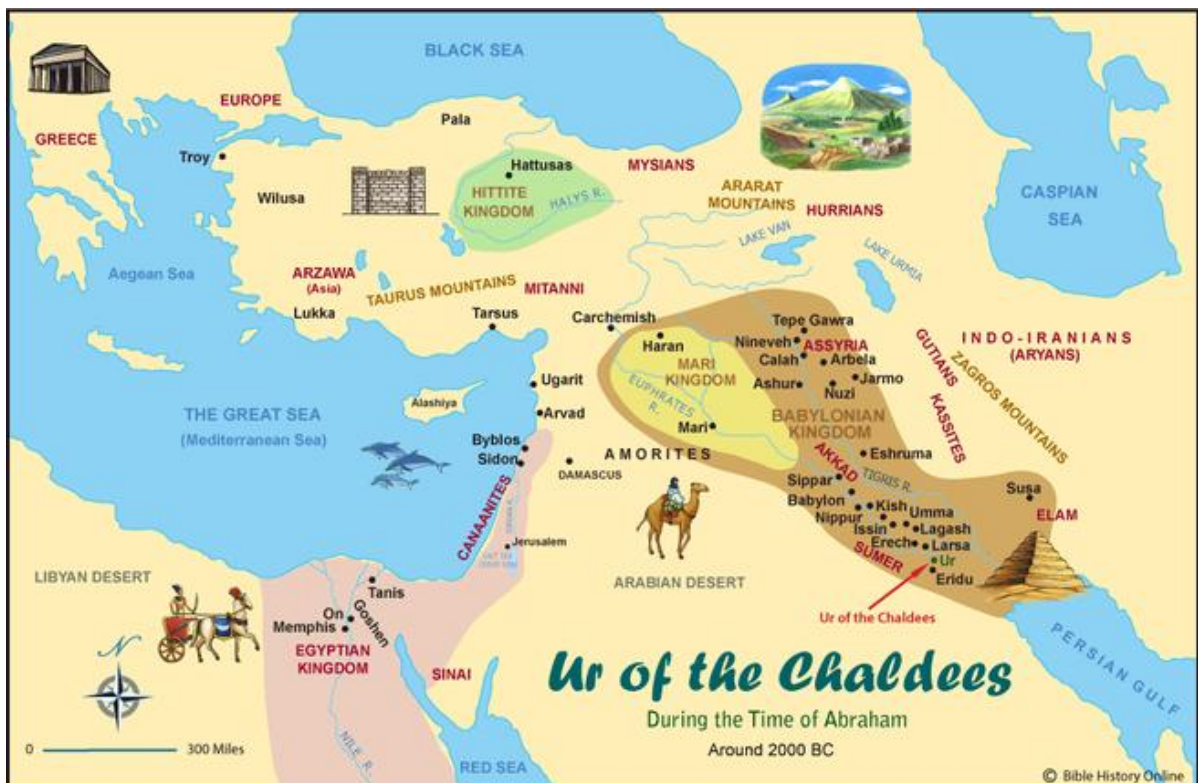 BLACK SEA
EUROPE
GREECE
Pala
Troy
Hattusas
MYSIANS
Wilusa
HITTITE
KINGDOM
HALYS R.
ARARAT
MOUNTAINS
HURRIANS
CASPIAN
SEA
LAKE VAN
LAKE URMIA
Aegean Sea
ARZAWA
(Asia)
TAURUS MOUNTAINS
MITANNI
Lukka
Tarsus
Carchemish
Haran
Tepe Gawra
Nineveh
ASSYRIA
Calah
Arbela
Ashur
Nuzi
Jarmo
GUTIANS
KASSITES
ZAGROS MOUNTAINS
INDO-IRANIANS
(ARYANS)
MARI
KINGDOM
EUPHRATES
R.
Mari
BABYLONIAN
KINGDOM
Ugarit
Alashiya
Arvad
THE GREAT SEA
(Mediterranean Sea)
Byblos
Sidon
DAMASCUS
AMORITES
Eshruma
AKKAD
TIGRIS R.
Sippar
Babylon
Kish
Nippur
Umma
Issin
Lagash
Erech
Larsa
SUMER
Ur
Eridu
Susa
ELAM
CANAANITES
Jerusalem
LIBYAN DESERT
ARABIAN DESERT
Ur of the Chaldees
Tanis
On
Goshen
Memphis
EGYPTIAN
KINGDOM
SINAI
NILE R.
RED SEA
PERSIAN GULF
N
0 300 Miles
Ur of the Chaldees
During the Time of Abraham
Around 2000 BC
© Bible History Online